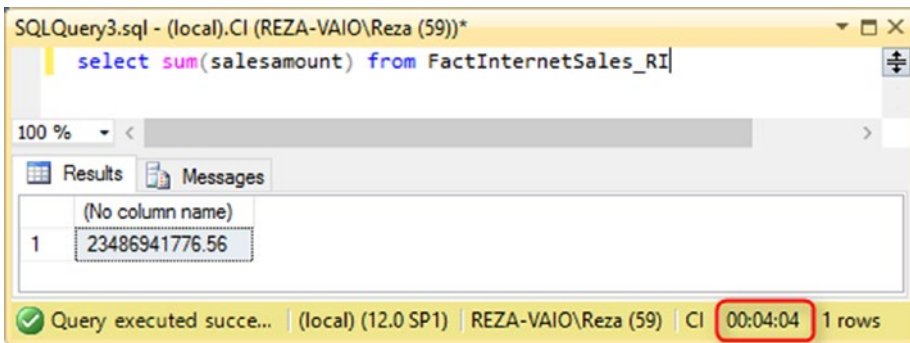 SQLQuery3.sql - (local).CI (REZA-VAIO\Reza (59))*
select sum(salesamount) from FactInternetSales_RI
100 %
Results Messages
(No column name)
1 23486941776.56
Query executed succe... (local) (12.0 SP1) REZA-VAIO\Reza (59) CI 00:04:04 1 rows